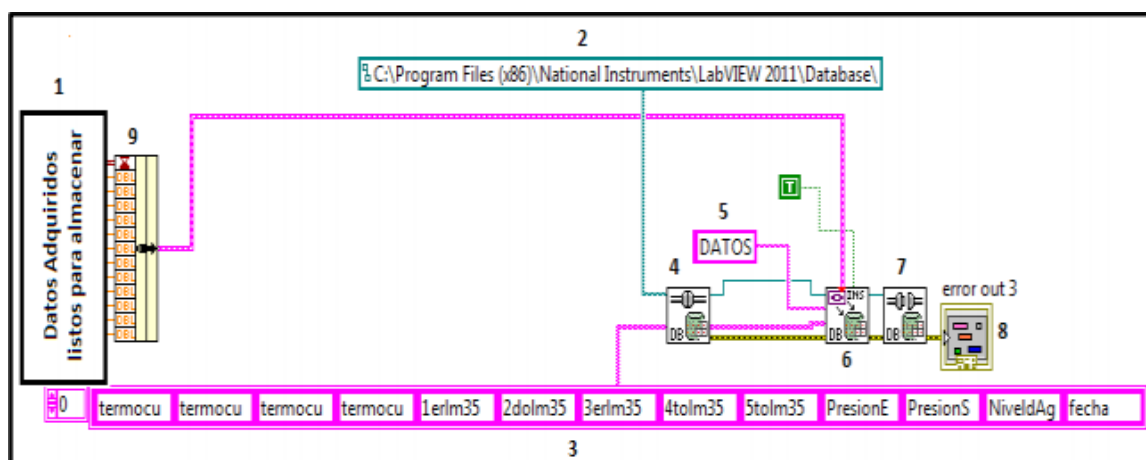 2
C:\Program Files (x86)\National Instruments\LabVIEW 2011\Database\
1
9
Datos Adquiridos
listos para almacenar
DBL
DBL
DBL
DBL
DBL
DBL
DBL
DBL
DBL
DBL
DBL
DBL
T
5
DATOS
4
DB
INS
DB
6
7
DB
error out 3
8
0 termocu termocu termocu termocu 1erlm35 2dolm35 3erlm35 4tolm35 5tolm35 PresionE PresionS NiveldAg fecha
3